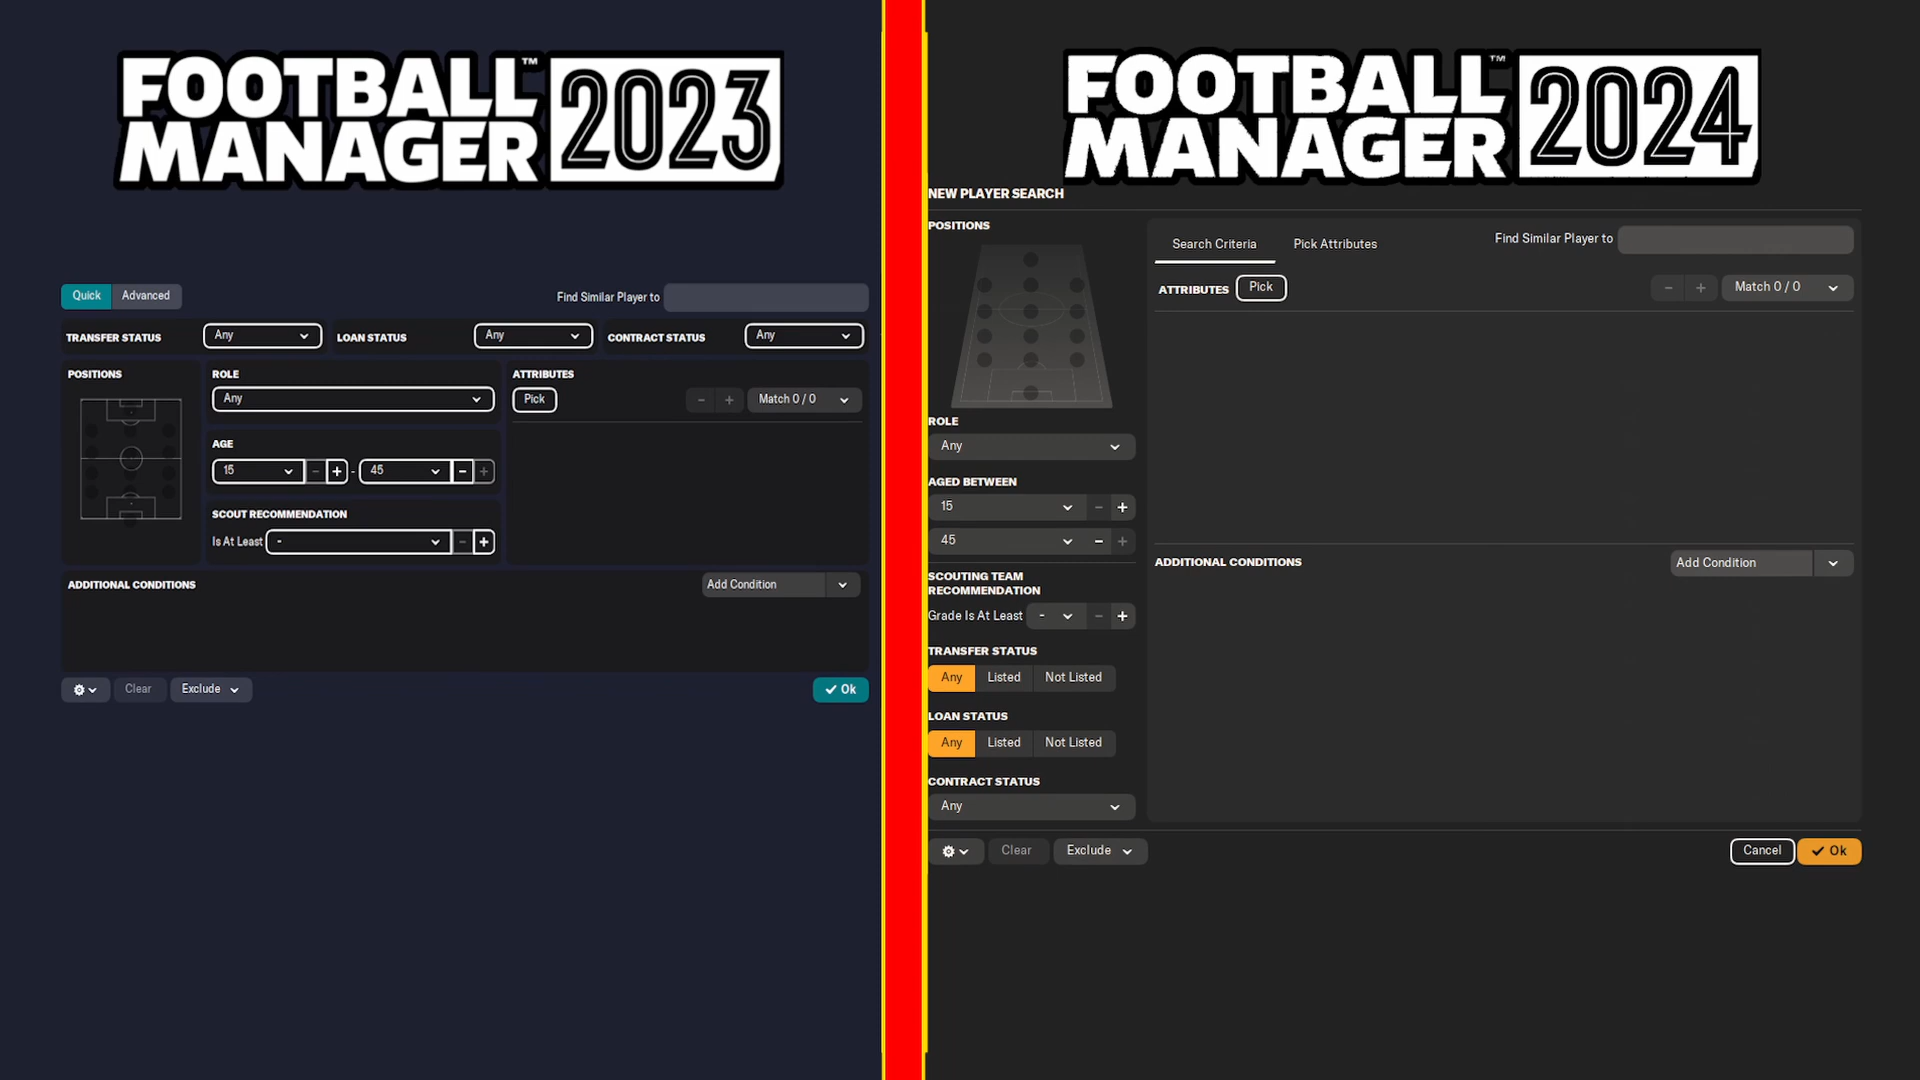 FOOTBALL™
MANAGER 2023
Quick Advanced Find Similar Player to
TRANSFER STATUS Any LOAN STATUS Any CONTRACT STATUS Any
POSITIONS
ROLE
Any
AGE
15 - + - 45 - +
SCOUT RECOMMENDATION
Is At Least - - +
ATTRIBUTES
Pick - + Match 0 / 0
ADDITIONAL CONDITIONS Add Condition
Clear Exclude Ok
FOOTBALL™
MANAGER 2024
NEW PLAYER SEARCH
POSITIONS
ROLE
Any
AGED BETWEEN
15 - +
45 - +
SCOUTING TEAM
RECOMMENDATION
Grade Is At Least - - +
TRANSFER STATUS
Any Listed Not Listed
LOAN STATUS
Any Listed Not Listed
CONTRACT STATUS
Any
Search Criteria Pick Attributes Find Similar Player to
ATTRIBUTES Pick - + Match 0 / 0
ADDITIONAL CONDITIONS Add Condition
Clear Exclude Cancel Ok